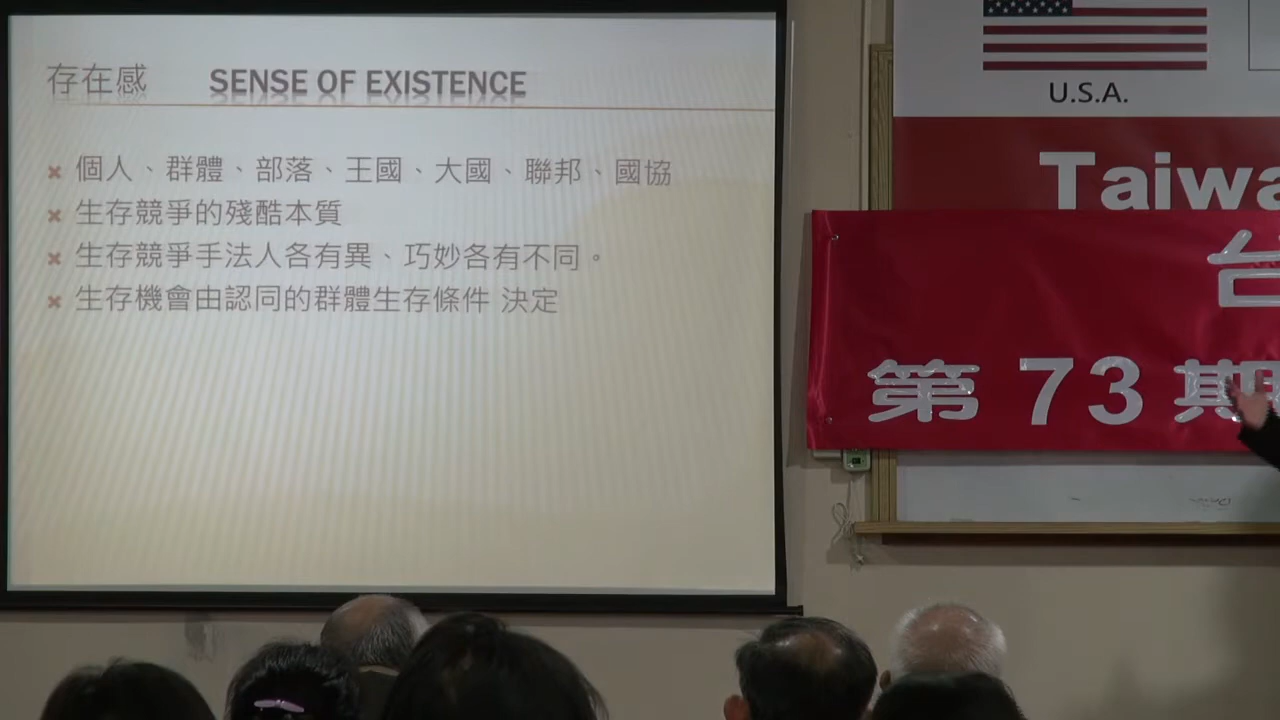 存在感 SENSE OF EXISTENCE
個人、群體、部落、王國、大國、聯邦、國協
生存競爭的殘酷本質
生存競爭手法人各有異、巧妙各有不同。
生存機會由認同的群體生存條件 決定
U.S.A.
Taiwa
台
第 73 期